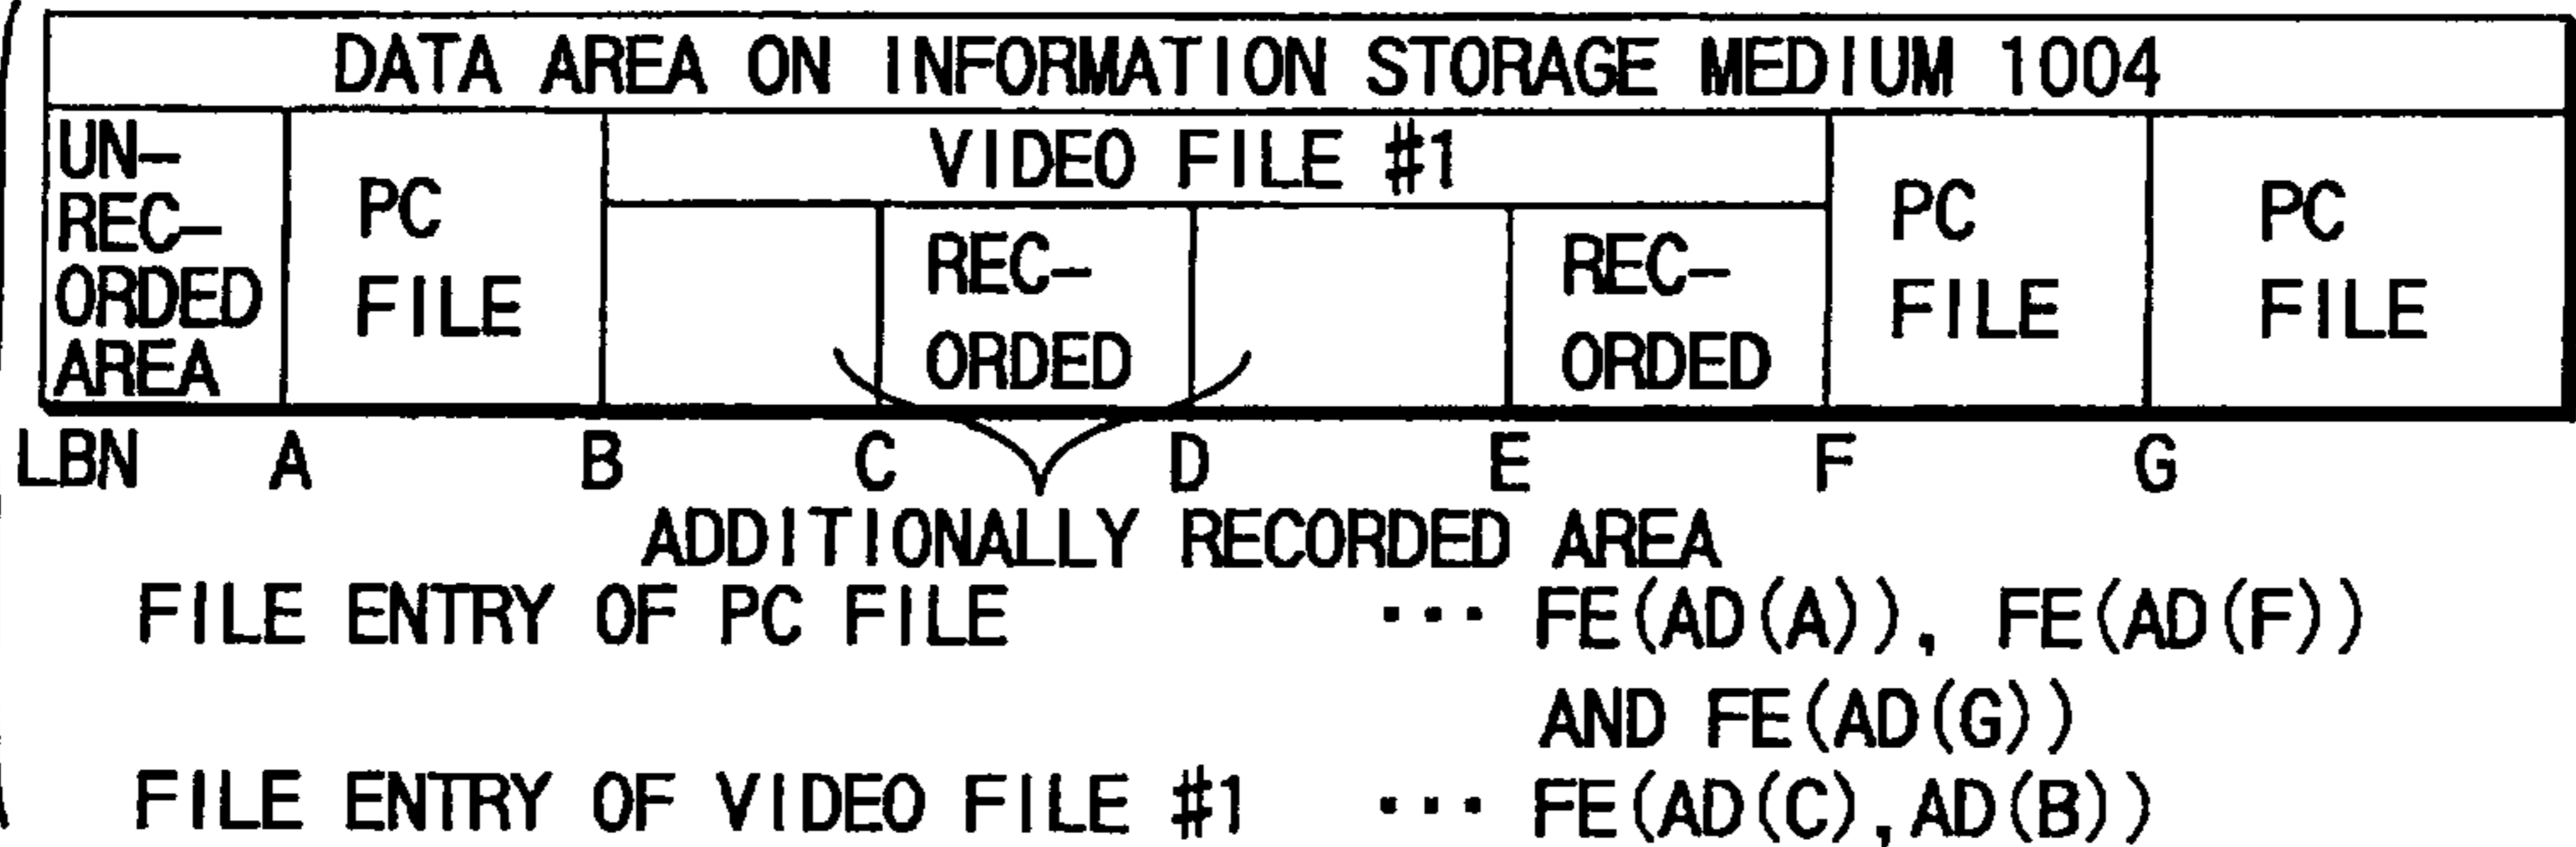 DATA AREA ON INFORMATION STORAGE MEDIUM 1004
UN-
REC-
ORDED
AREA
PC
FILE
VIDEO FILE #1
REC-
ORDED
REC-
ORDED
PC
FILE
PC
FILE
LBN A B C D E F G
ADDITIONALLY RECORDED AREA
FILE ENTRY OF PC FILE ··· FE(AD(A)), FE(AD(F))
AND FE(AD(G))
FILE ENTRY OF VIDEO FILE #1 ··· FE(AD(C),AD(B))